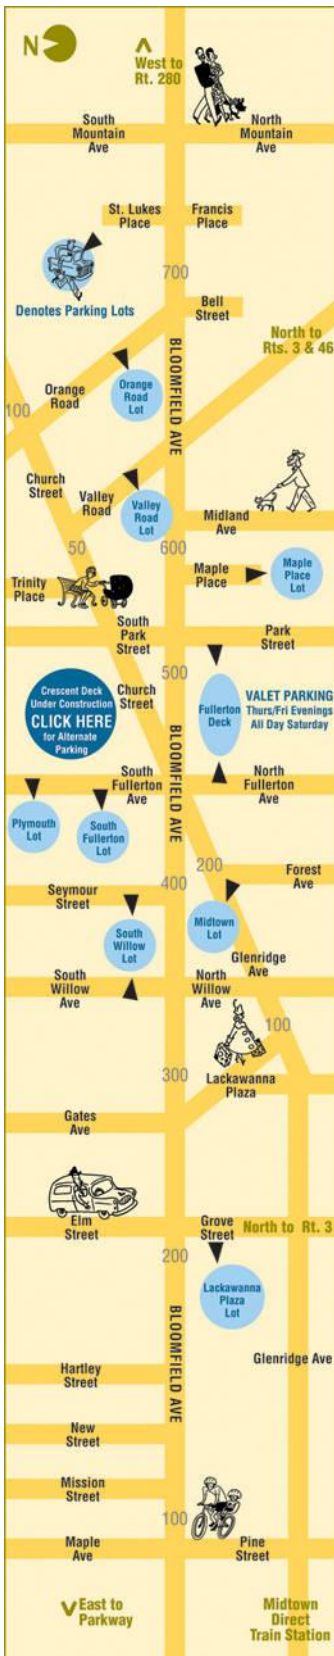 N
West to
Rt. 280
South
Mountain
Ave
North
Mountain
Ave
St. Lukes
Place
Francis
Place
700
Denotes Parking Lots
Bell
Street
North to
Rts. 3 & 46
BLOOMFIELD AVE
Orange
Road
Orange
Road
Lot
100
Church
Street
Valley
Road
Valley
Road
Lot
Midland
Ave
50
600
Maple
Place
Maple
Place
Lot
Trinity
Place
South
Park
Street
Park
Street
500
Crescent Deck
Under Construction
CLICK HERE
for Alternate
Parking
Church
Street
Fullerton
Deck
VALET PARKING
Thurs/Fri Evenings
All Day Saturday
BLOOMFIELD AVE
South
Fullerton
Ave
North
Fullerton
Ave
Plymouth
Lot
South
Fullerton
Lot
200
Forest
Ave
400
Seymour
Street
Midtown
Lot
South
Willow
Lot
Glenridge
Ave
South
Willow
Ave
North
Willow
Ave
100
300
Lackawanna
Plaza
Gates
Ave
Elm
Street
Grove
Street
North to Rt. 3
200
Lackawanna
Plaza
Lot
BLOOMFIELD AVE
Glenridge Ave
Hartley
Street
New
Street
Mission
Street
100
Maple
Ave
Pine
Street
East to
Parkway
Midtown
Direct
Train Station